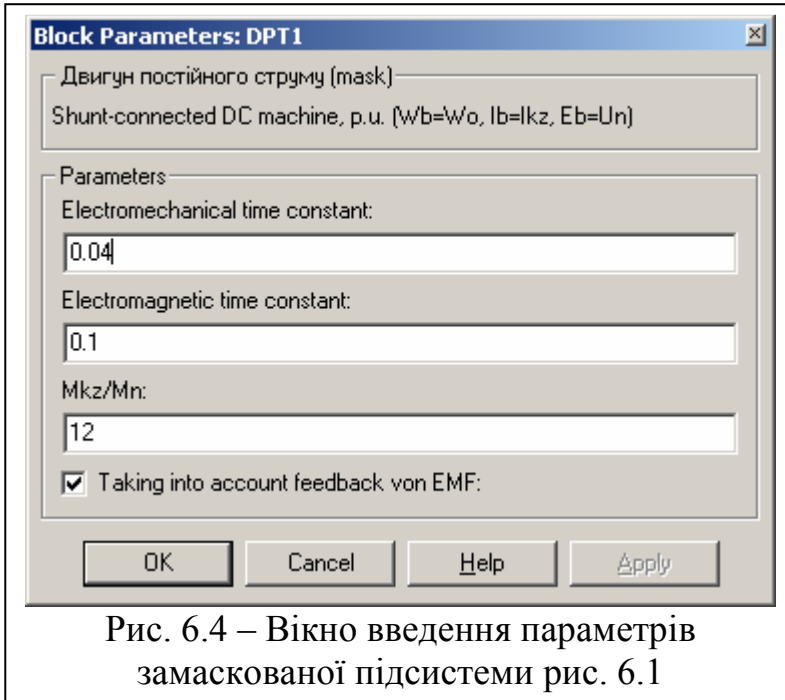 Block Parameters: DPT1
Двигун постійного струму (mask)
Shunt-connected DC machine, p.u. (Wb=Wo, Ib=Ikz, Eb=Un)
Parameters
Electromechanical time constant:
0.04
Electromagnetic time constant:
0.1
Mkz/Mn:
12
Taking into account feedback von EMF:
OK Cancel Help Apply
Рис. 6.4 – Вікно введення параметрів
замаскованої підсистеми рис. 6.1